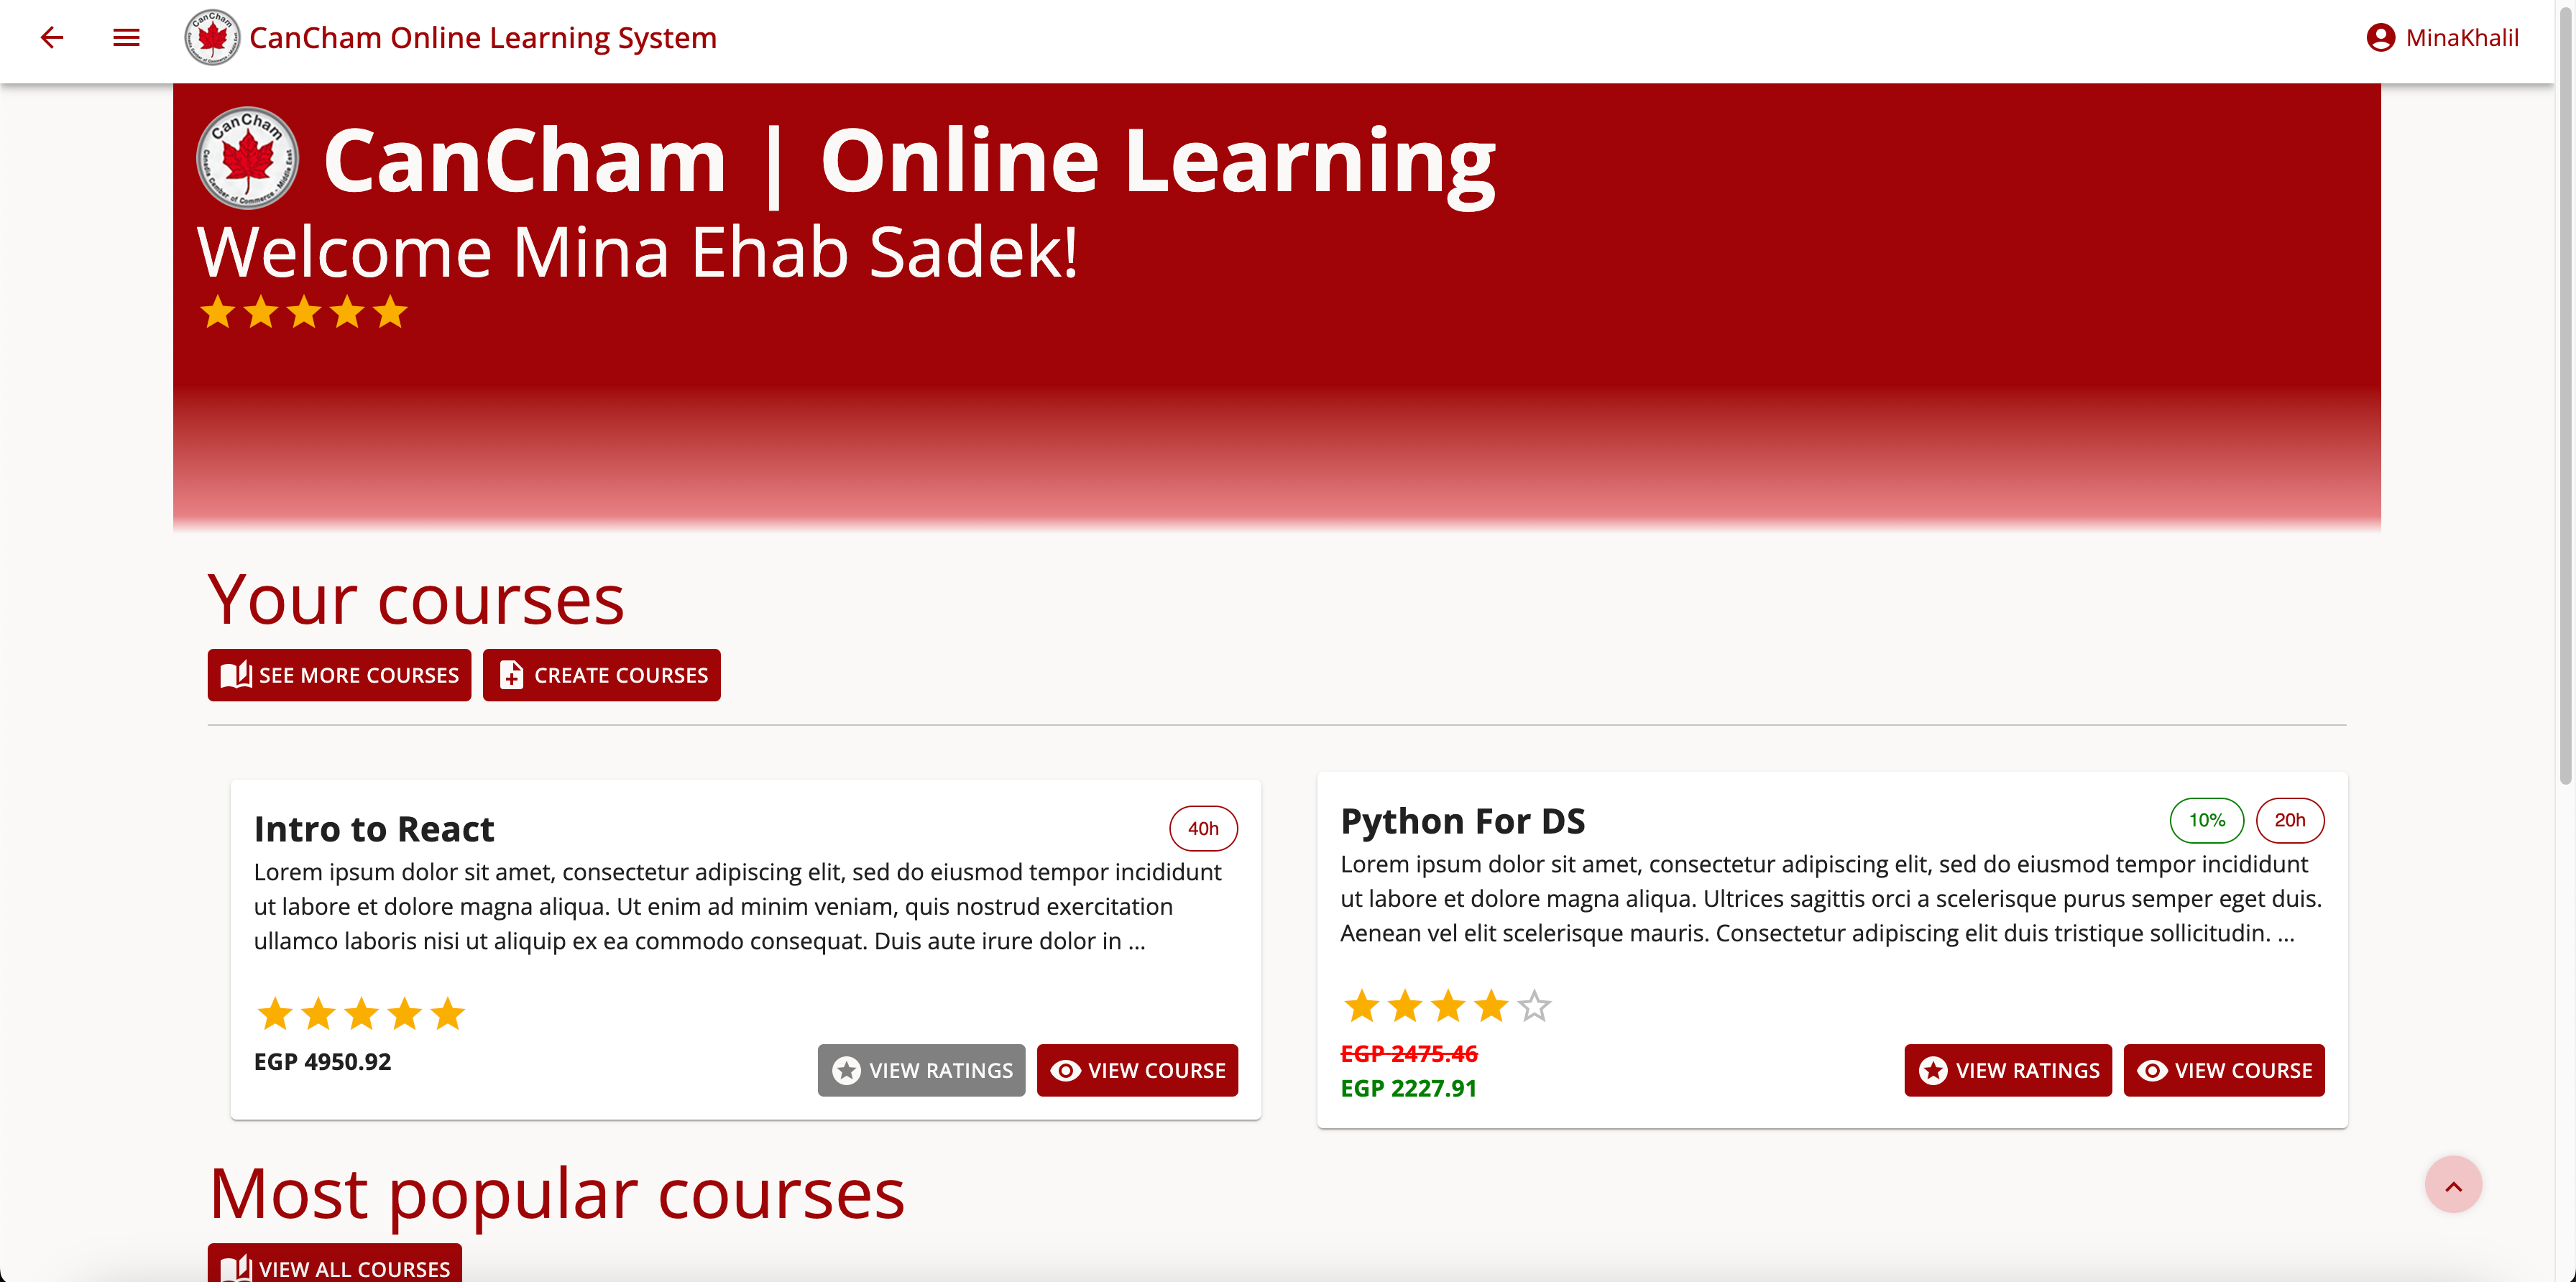 CanCham Online Learning System
MinaKhalil
CanCham
CanCham | Online Learning
Welcome Mina Ehab Sadek!
Your courses
SEE MORE COURSES
CREATE COURSES
Intro to React
40h
Lorem ipsum dolor sit amet, consectetur adipiscing elit, sed do eiusmod tempor incididunt
ut labore et dolore magna aliqua. Ut enim ad minim veniam, quis nostrud exercitation
ullamco laboris nisi ut aliquip ex ea commodo consequat. Duis aute irure dolor in ...
EGP 4950.92
VIEW RATINGS
VIEW COURSE
Python For DS
10%
20h
Lorem ipsum dolor sit amet, consectetur adipiscing elit, sed do eiusmod tempor incididunt
ut labore et dolore magna aliqua. Ultrices sagittis orci a scelerisque purus semper eget duis.
Aenean vel elit scelerisque mauris. Consectetur adipiscing elit duis tristique sollicitudin. ...
EGP 2475.46
EGP 2227.91
VIEW RATINGS
VIEW COURSE
Most popular courses
VIEW ALL COURSES